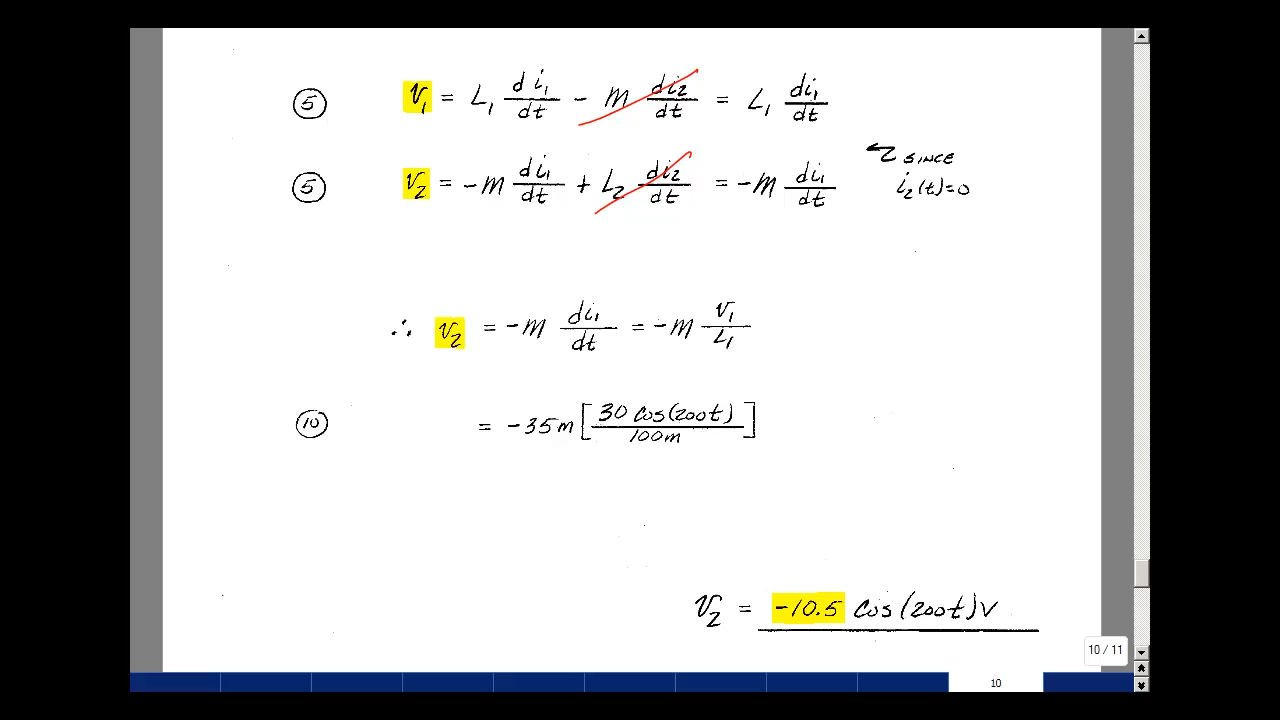 ⑤ v₁ = L₁ di₁/dt - M di₂/dt = L₁ di₁/dt
⑤ v₂ = -M di₁/dt + L₂ di₂/dt = -M di₁/dt
SINCE
i₂(t)=0
∴ v₂ = -M di₁/dt = -M v₁/L₁
⑩ = -35m [30 cos(200t)/100m]
v₂ = -10.5 cos(200t) V
10 / 11
10